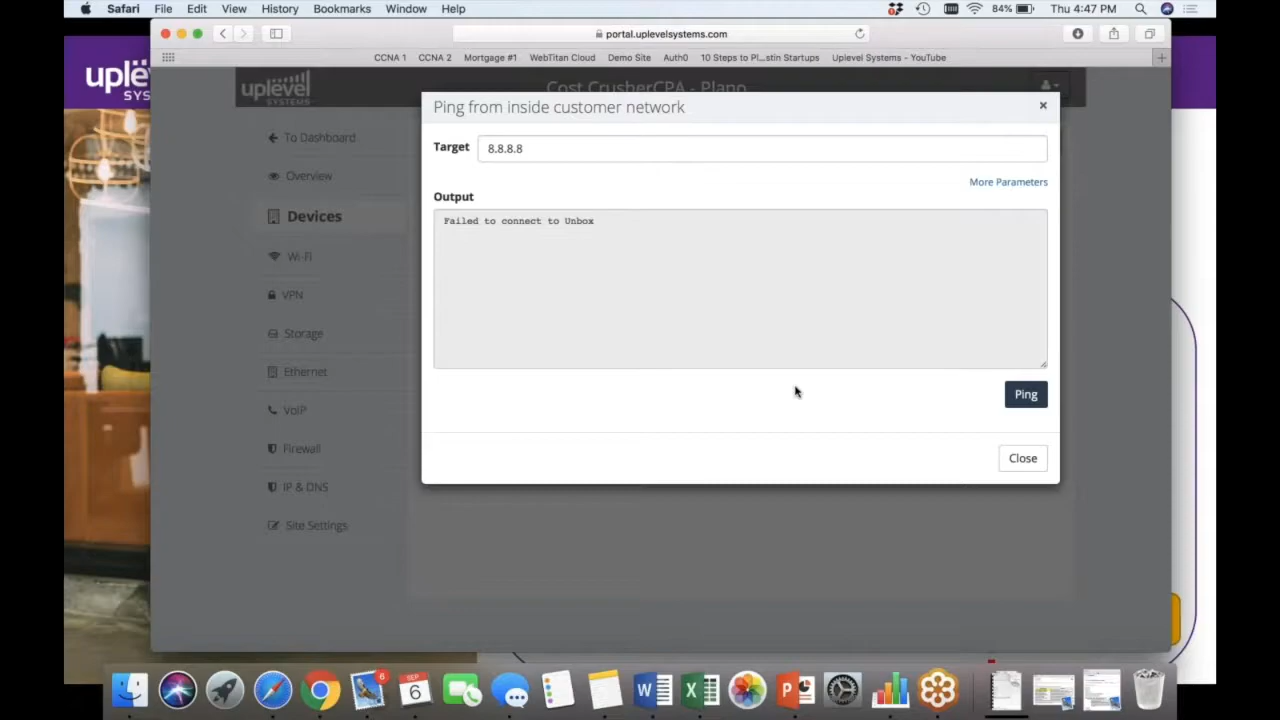 Safari File Edit View History Bookmarks Window Help 84% Thu 4:47 PM
portal.uplevelsystems.com
CCNA 1 CCNA 2 Mortgage #1 WebTitan Cloud Demo Site Auth0 10 Steps to Pl...stin Startups Uplevel Systems - YouTube
uplevel
SYSTEMS
Cost CrusherCPA - Plano
Ping from inside customer network
Target 8.8.8.8
More Parameters
Output
Failed to connect to Unbox
Ping
Close
To Dashboard
Overview
Devices
Wi-Fi
VPN
Storage
Ethernet
VoIP
Firewall
IP & DNS
Site Settings
uple
SYS
6
SEP
6